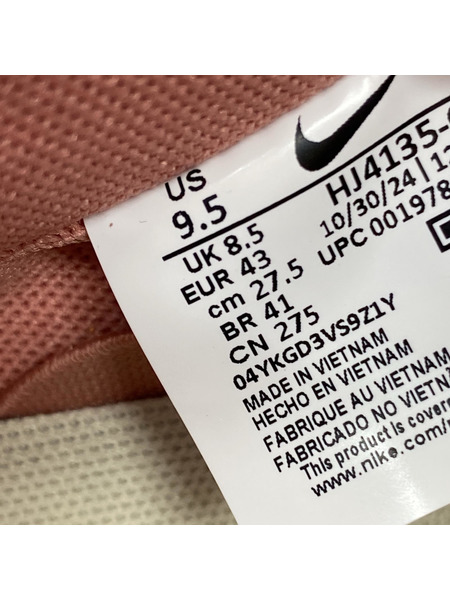 US
9.5
UK 8.5
EUR 43
cm 27.5
BR 41
CN 275
04YKGD3VS9Z1Y
MADE IN VIETNAM
HECHO EN VIETNAM
FABRIQUE AU VIETNAM
FABRICADO NO VIETNAM
This product is covere
www.nike.com/
HJ4135-
10/30/24
UPC 001978